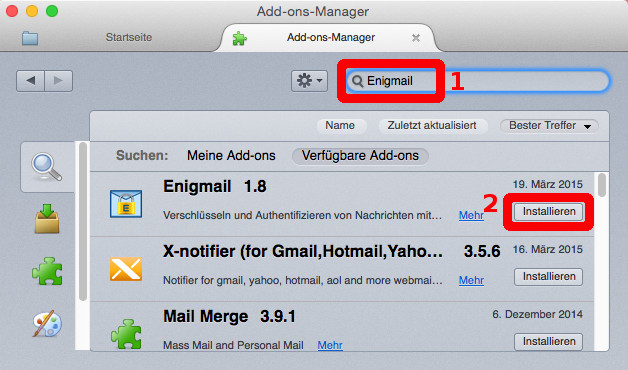 Add-ons-Manager
Startseite
Add-ons-Manager
Enigmail 1
Name Zuletzt aktualisiert Bester Treffer
Suchen: Meine Add-ons Verfügbare Add-ons
Enigmail 1.8 19. März 2015
Verschlüsseln und Authentifizieren von Nachrichten mit… Mehr 2 Installieren
X-notifier (for Gmail,Hotmail,Yaho… 3.5.6 16. März 2015
Notifier for gmail, yahoo, hotmail, aol and more webmai… Mehr Installieren
Mail Merge 3.9.1 6. Dezember 2014
Mass Mail and Personal Mail Mehr Installieren